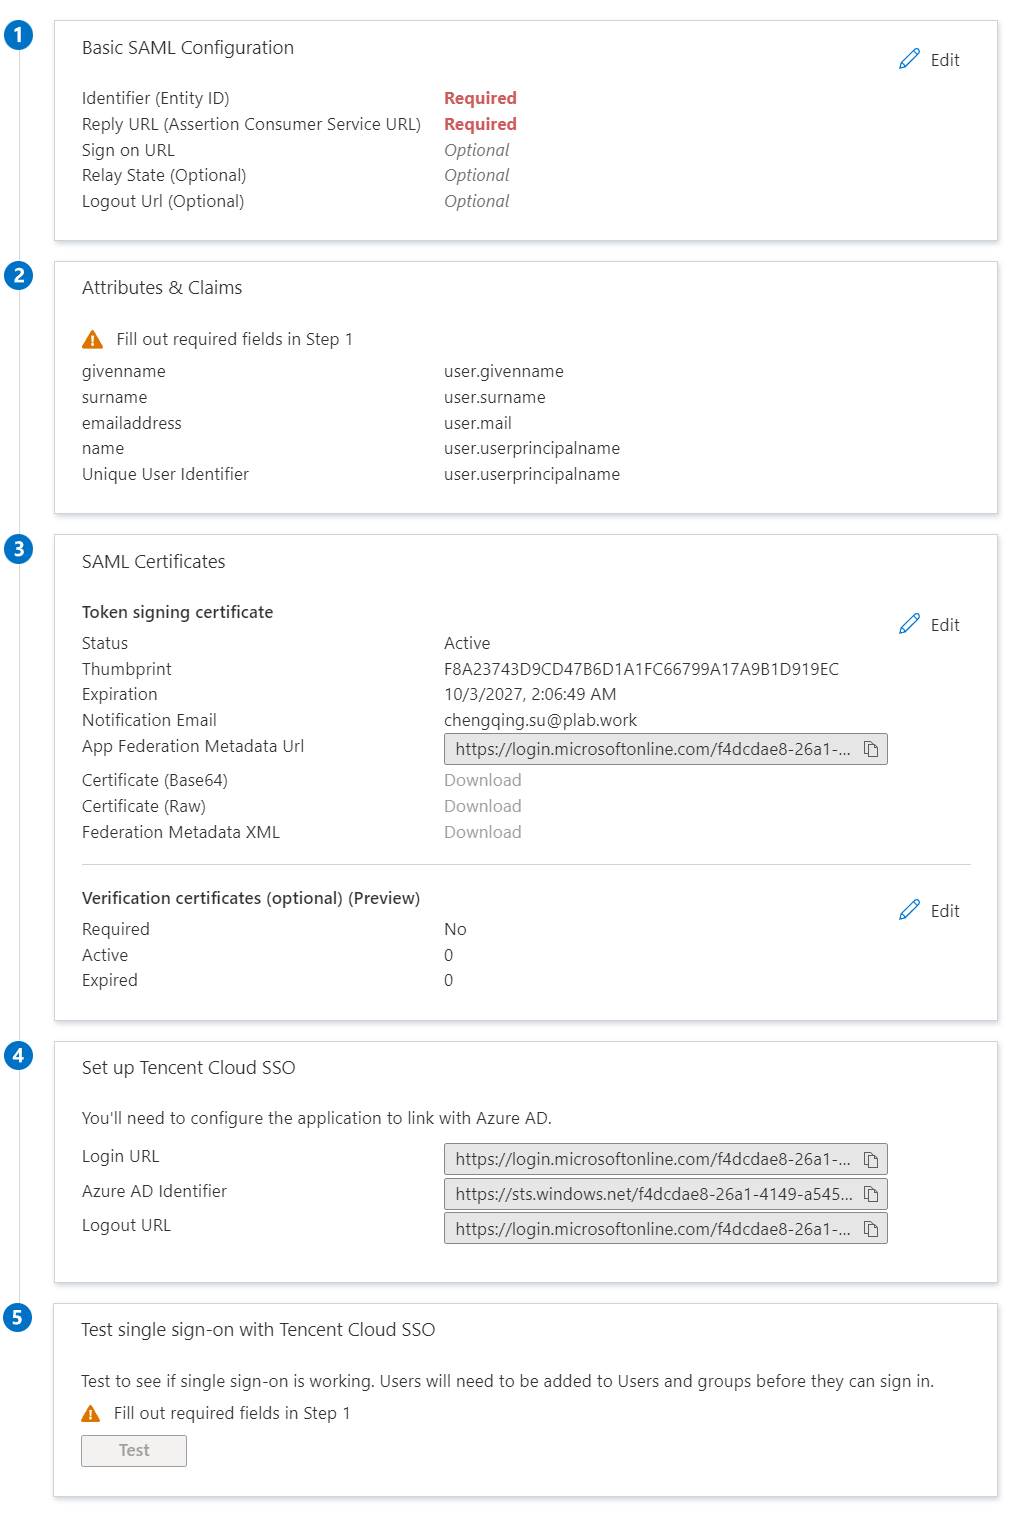 1
Basic SAML Configuration
Edit
Identifier (Entity ID) Required
Reply URL (Assertion Consumer Service URL) Required
Sign on URL Optional
Relay State (Optional) Optional
Logout Url (Optional) Optional
2
Attributes & Claims
Fill out required fields in Step 1
givenname user.givenname
surname user.surname
emailaddress user.mail
name user.userprincipalname
Unique User Identifier user.userprincipalname
3
SAML Certificates
Token signing certificate
Edit
Status Active
Thumbprint F8A23743D9CD47B6D1A1FC66799A17A9B1D919EC
Expiration 10/3/2027, 2:06:49 AM
Notification Email chengqing.su@plab.work
App Federation Metadata Url https://login.microsoftonline.com/f4dcdae8-26a1-...
Certificate (Base64) Download
Certificate (Raw) Download
Federation Metadata XML Download
Verification certificates (optional) (Preview)
Edit
Required No
Active 0
Expired 0
4
Set up Tencent Cloud SSO
You'll need to configure the application to link with Azure AD.
Login URL https://login.microsoftonline.com/f4dcdae8-26a1-...
Azure AD Identifier https://sts.windows.net/f4dcdae8-26a1-4149-a545...
Logout URL https://login.microsoftonline.com/f4dcdae8-26a1-...
5
Test single sign-on with Tencent Cloud SSO
Test to see if single sign-on is working. Users will need to be added to Users and groups before they can sign in.
Fill out required fields in Step 1
Test